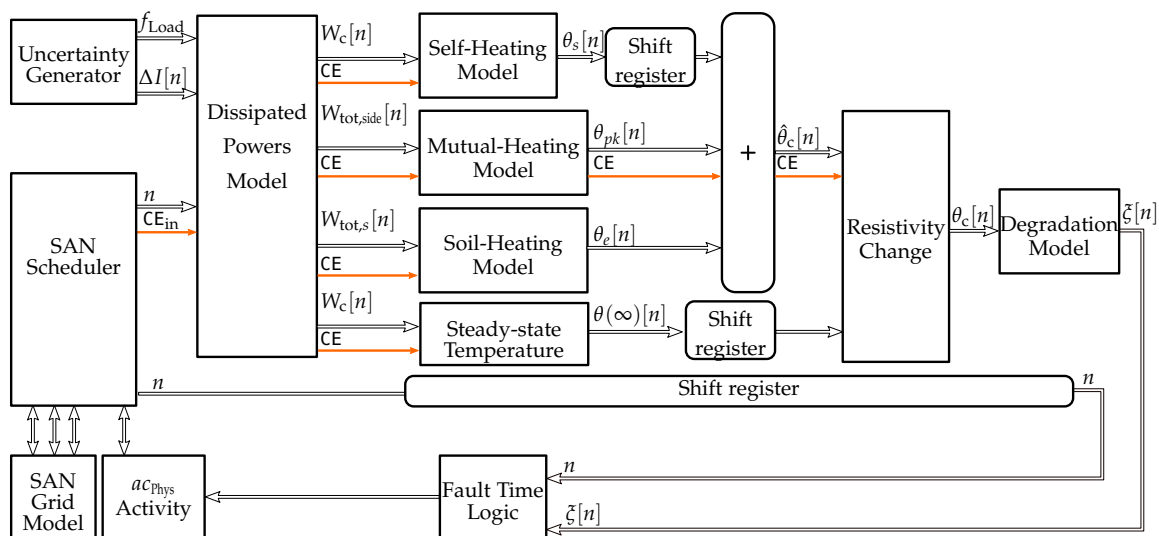 Uncertainty
Generator
f_Load
ΔI[n]
Dissipated
Powers
Model
W_c[n]
CE
Self-Heating
Model
θ_s[n]
Shift
register
W_tot,side[n]
CE
Mutual-Heating
Model
θ_pk[n]
CE
+
θ̂_c[n]
CE
SAN
Scheduler
n
CE_in
W_tot,s[n]
CE
Soil-Heating
Model
θ_e[n]
Resistivity
Change
θ_c[n]
Degradation
Model
ξ[n]
W_c[n]
CE
Steady-state
Temperature
θ(∞)[n]
Shift
register
n
Shift register
n
SAN
Grid
Model
ac_Phys
Activity
Fault Time
Logic
n
ξ[n]